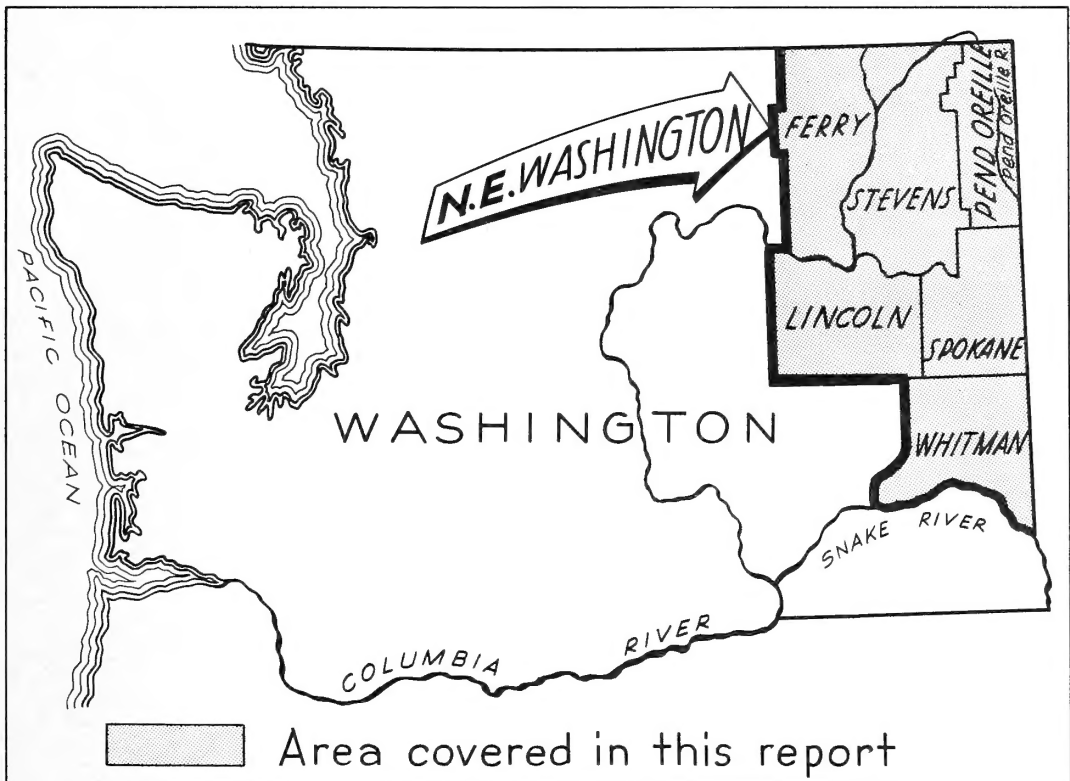 N.E. WASHINGTON
FERRY
STEVENS
PEND OREILLE
Pend Oreille R.
LINCOLN
SPOKANE
WHITMAN
PACIFIC OCEAN
WASHINGTON
SNAKE RIVER
COLUMBIA RIVER
Area covered in this report